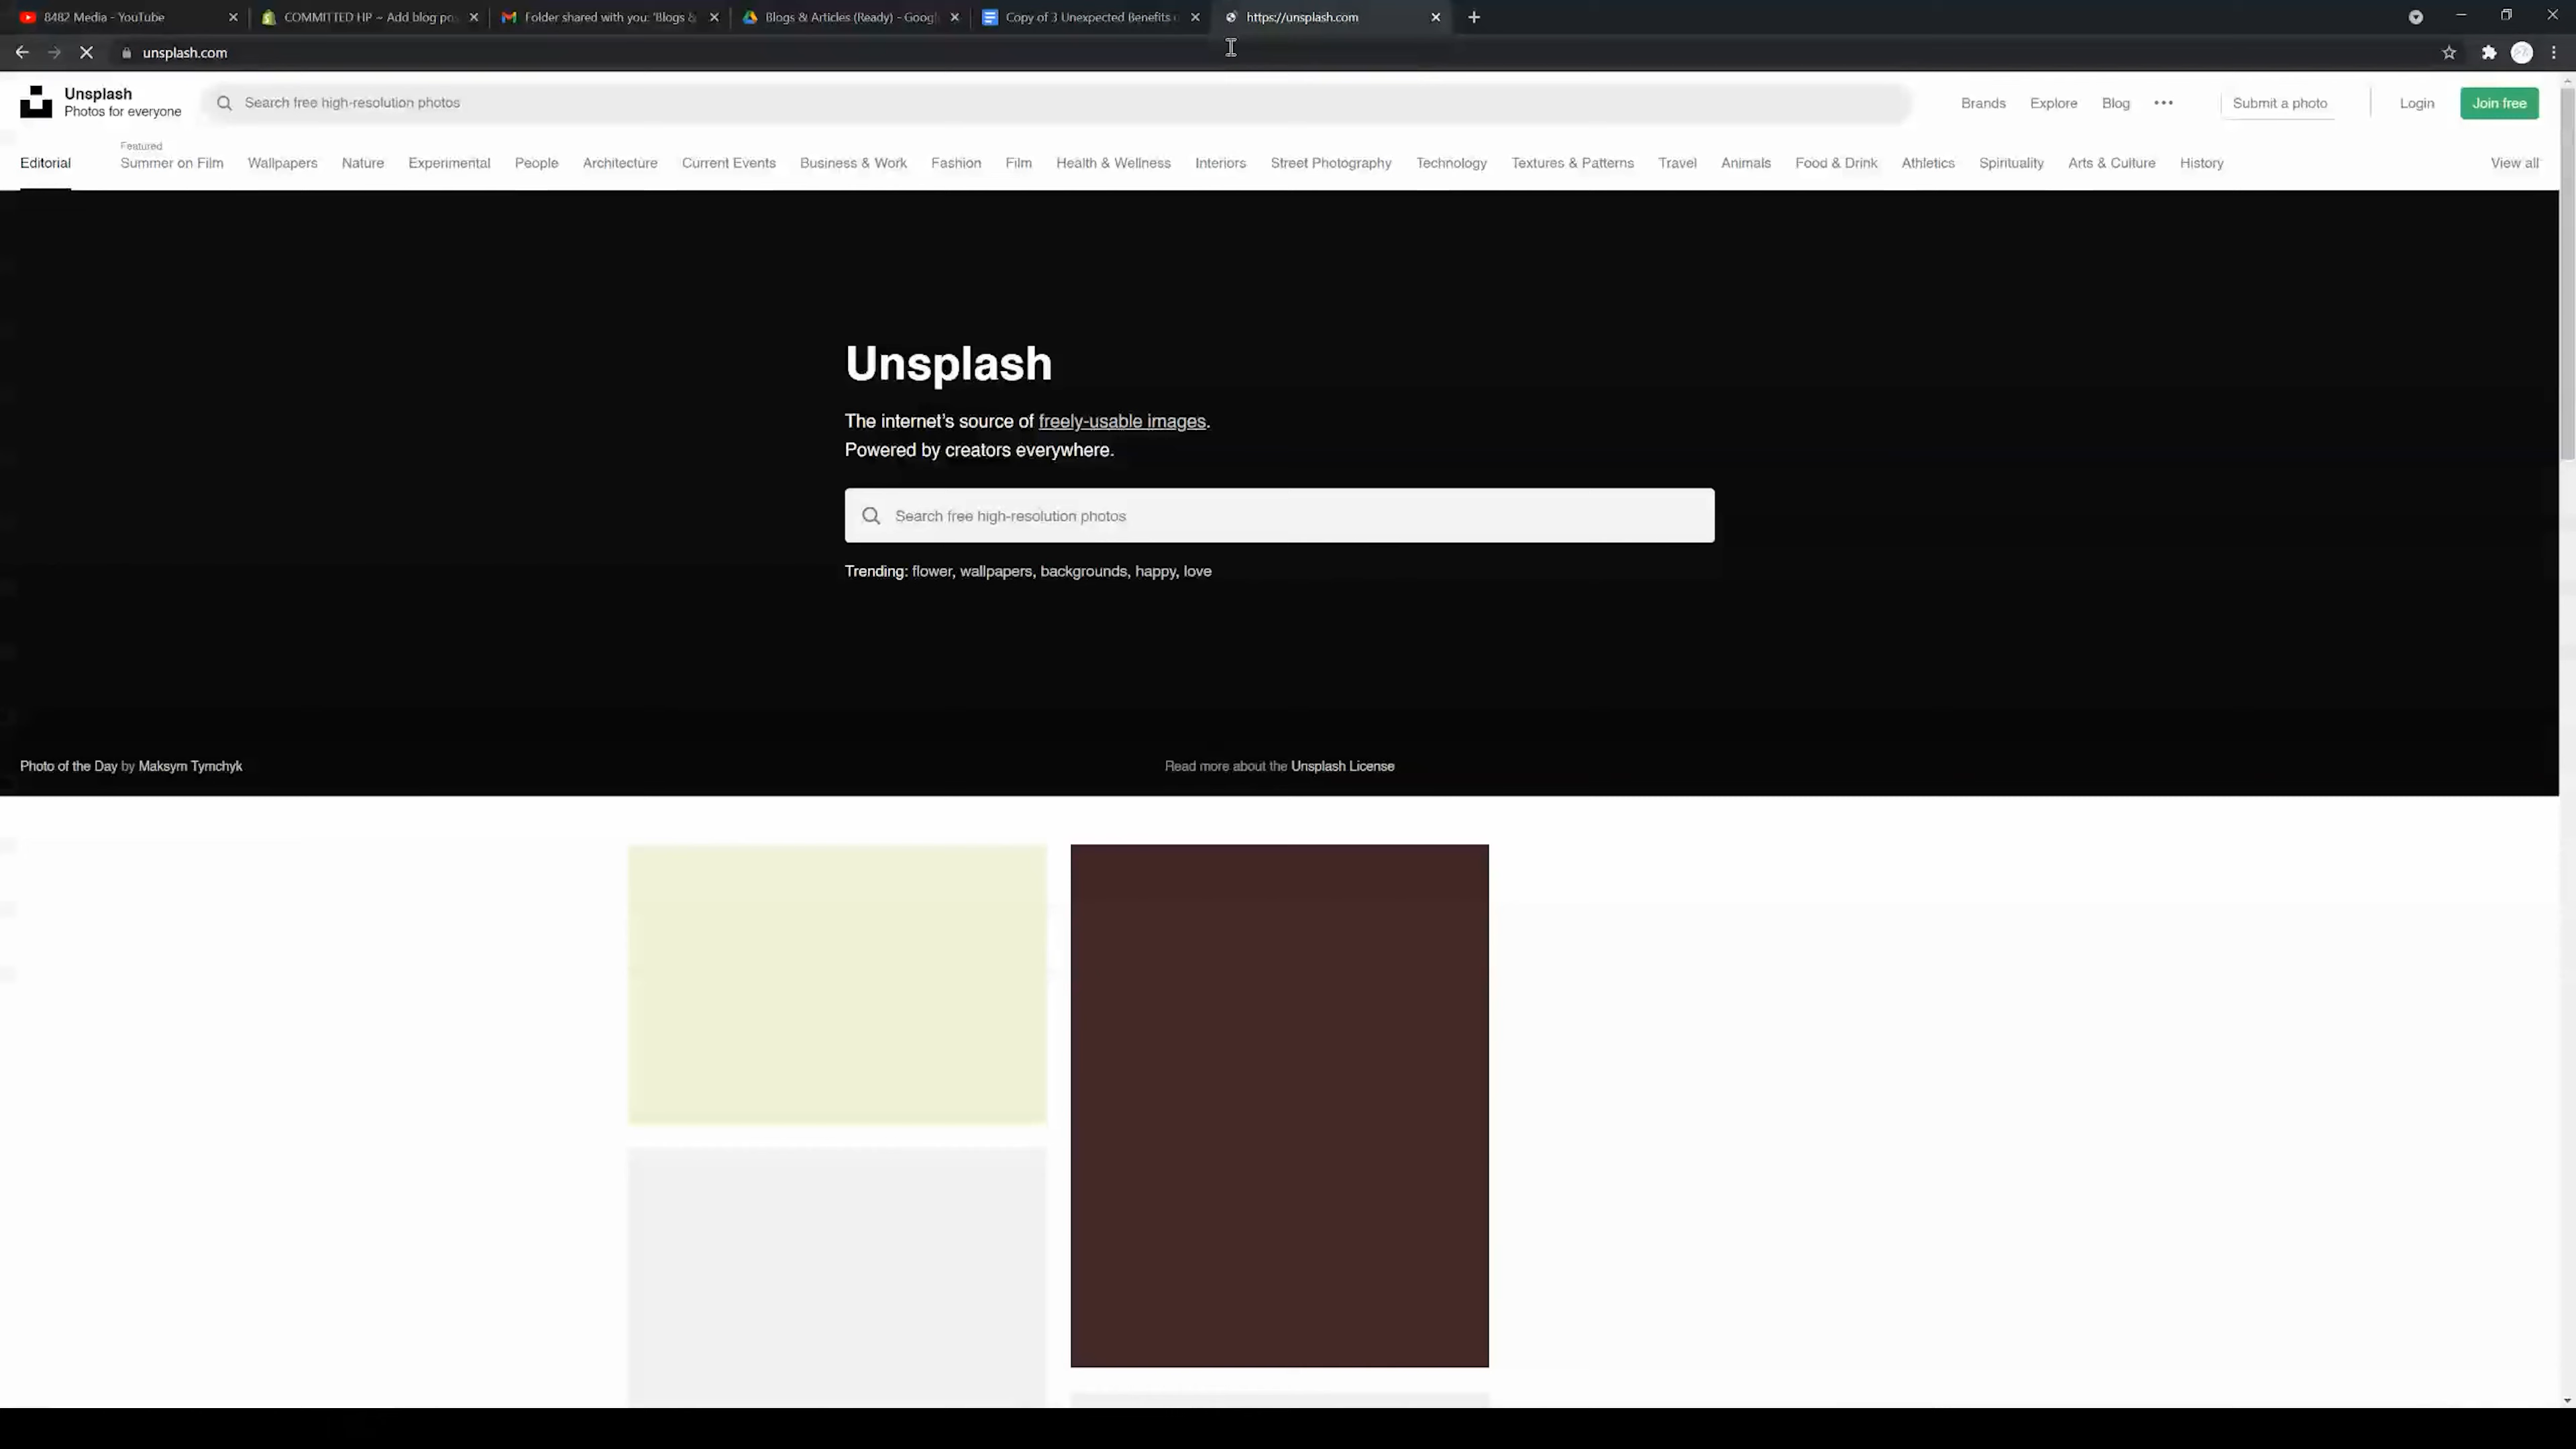 8482 Media - YouTube
COMMITTED HP ~ Add blog po
Folder shared with you: 'Blogs &
Blogs & Articles (Ready) - Googl
Copy of 3 Unexpected Benefits
https://unsplash.com
unsplash.com
Unsplash
Photos for everyone
Search free high-resolution photos
Brands
Explore
Blog
Submit a photo
Login
Join free
Editorial
Featured
Summer on Film
Wallpapers
Nature
Experimental
People
Architecture
Current Events
Business & Work
Fashion
Film
Health & Wellness
Interiors
Street Photography
Technology
Textures & Patterns
Travel
Animals
Food & Drink
Athletics
Spirituality
Arts & Culture
History
View all
Unsplash
The internet's source of freely-usable images.
Powered by creators everywhere.
Search free high-resolution photos
Trending: flower, wallpapers, backgrounds, happy, love
Photo of the Day by Maksym Tymchyk
Read more about the Unsplash License